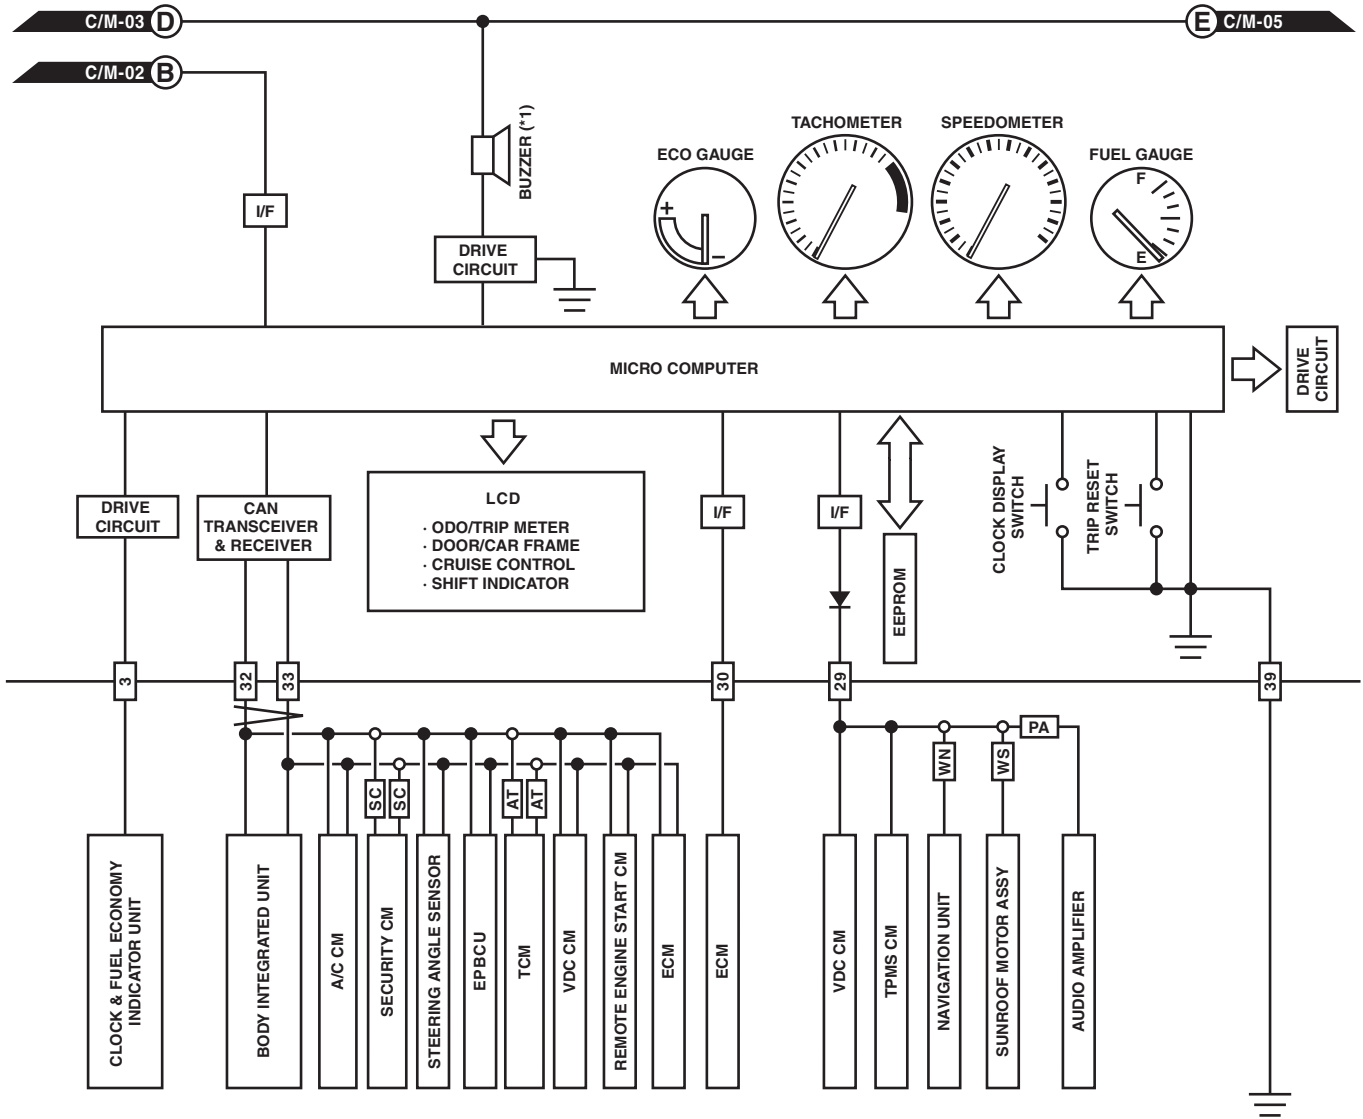 C/M-03 D
E C/M-05
C/M-02 B
BUZZER (*1)
TACHOMETER
SPEEDOMETER
ECO GAUGE
FUEL GAUGE
+
−
F
E
I/F
DRIVE
CIRCUIT
MICRO COMPUTER
DRIVE
CIRCUIT
DRIVE
CIRCUIT
CAN
TRANSCEIVER
& RECEIVER
LCD
· ODO/TRIP METER
· DOOR/CAR FRAME
· CRUISE CONTROL
· SHIFT INDICATOR
I/F
I/F
EEPROM
CLOCK DISPLAY
SWITCH
TRIP RESET
SWITCH
3
32
33
30
29
39
SC
SC
AT
AT
WN
WS
PA
CLOCK & FUEL ECONOMY
INDICATOR UNIT
BODY INTEGRATED UNIT
A/C CM
SECURITY CM
STEERING ANGLE SENSOR
EPBCU
TCM
VDC CM
REMOTE ENGINE START CM
ECM
ECM
VDC CM
TPMS CM
NAVIGATION UNIT
SUNROOF MOTOR ASSY
AUDIO AMPLIFIER